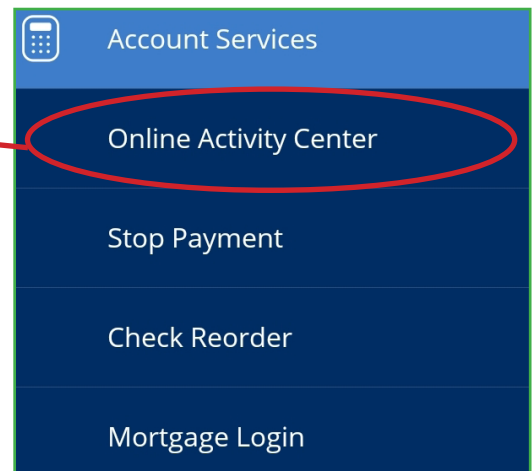 Account Services
Online Activity Center
Stop Payment
Check Reorder
Mortgage Login